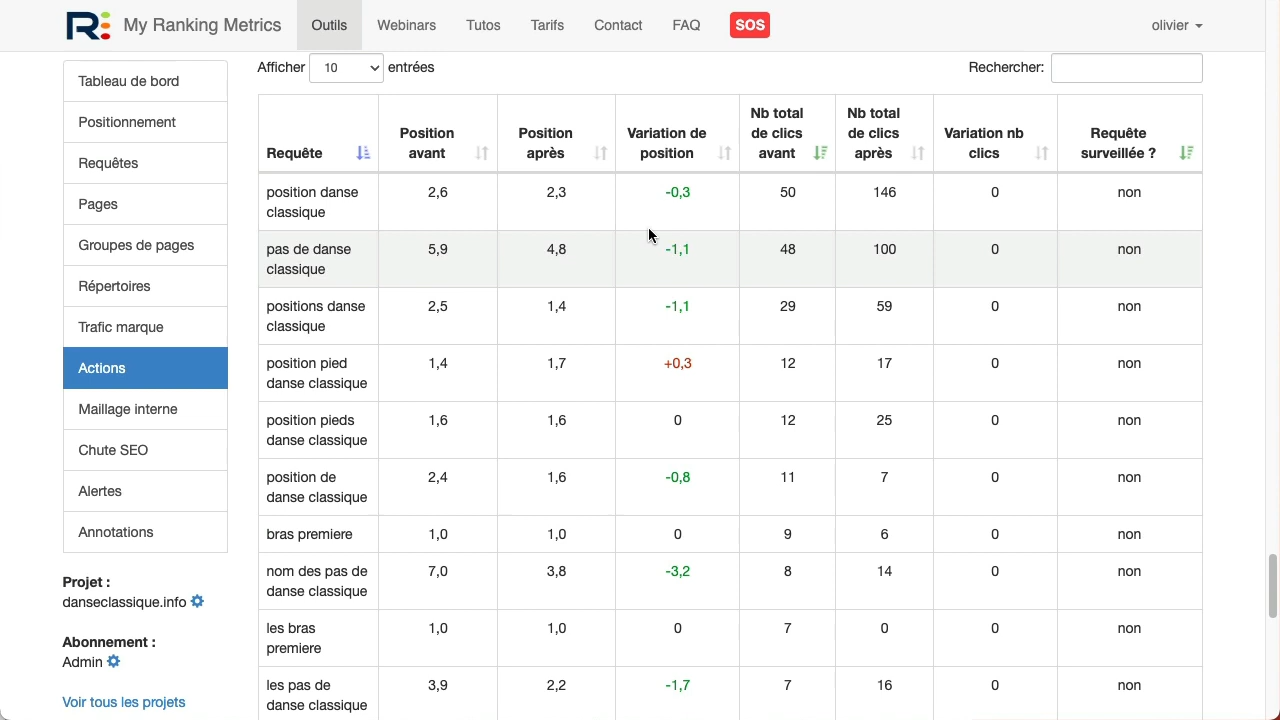 My Ranking Metrics
Outils
Webinars
Tutos
Tarifs
Contact
FAQ
SOS
olivier
Tableau de bord
Positionnement
Requêtes
Pages
Groupes de pages
Répertoires
Trafic marque
Actions
Maillage interne
Chute SEO
Alertes
Annotations
Projet :
danseclassique.info
Abonnement :
Admin
Voir tous les projets
Afficher 10 entrées
Rechercher:
Requête
Position
avant
Position
après
Variation de
position
Nb total
de clics
avant
Nb total
de clics
après
Variation nb
clics
Requête
surveillée ?
position danse 2,6 2,3 -0,3 50 146 0 non
classique
pas de danse 5,9 4,8 -1,1 48 100 0 non
classique
positions danse 2,5 1,4 -1,1 29 59 0 non
classique
position pied 1,4 1,7 +0,3 12 17 0 non
danse classique
position pieds 1,6 1,6 0 12 25 0 non
danse classique
position de 2,4 1,6 -0,8 11 7 0 non
danse classique
bras premiere 1,0 1,0 0 9 6 0 non
nom des pas de 7,0 3,8 -3,2 8 14 0 non
danse classique
les bras 1,0 1,0 0 7 0 0 non
premiere
les pas de 3,9 2,2 -1,7 7 16 0 non
danse classique